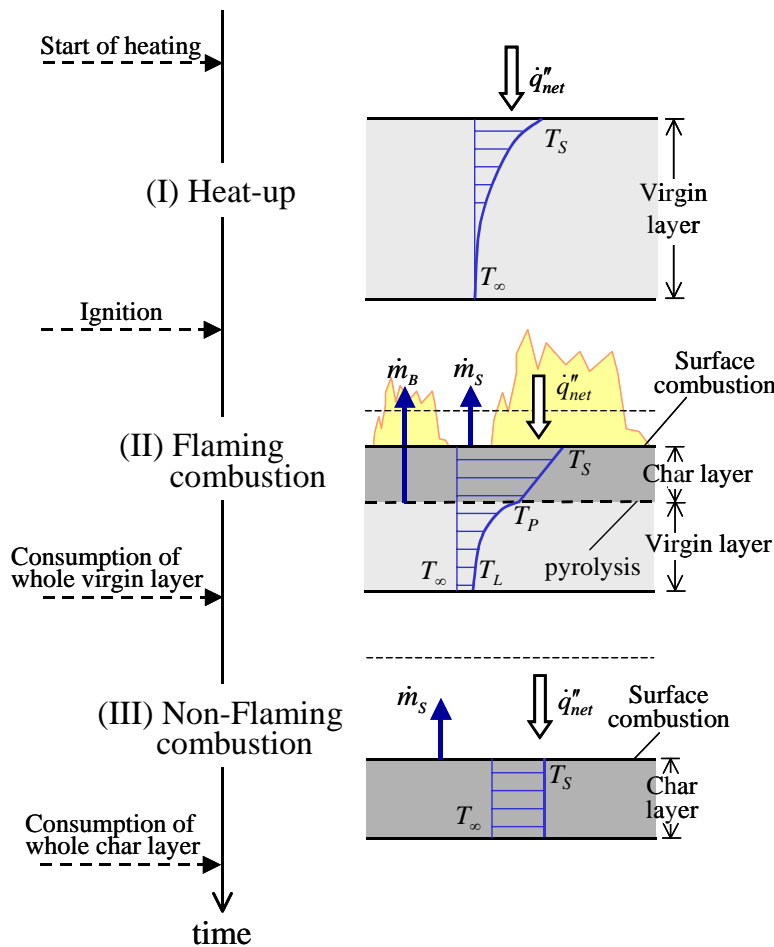 Start of heating
q̇″net
TS
(I) Heat-up
Virgin
layer
T∞
Ignition
ṁB
ṁS
q̇″net
Surface
combustion
(II) Flaming
combustion
TS
Char layer
TP
Virgin layer
Consumption of
whole virgin layer
T∞
TL
pyrolysis
(III) Non-Flaming
combustion
ṁS
q̇″net
Surface
combustion
TS
Char
layer
T∞
Consumption of
whole char layer
time